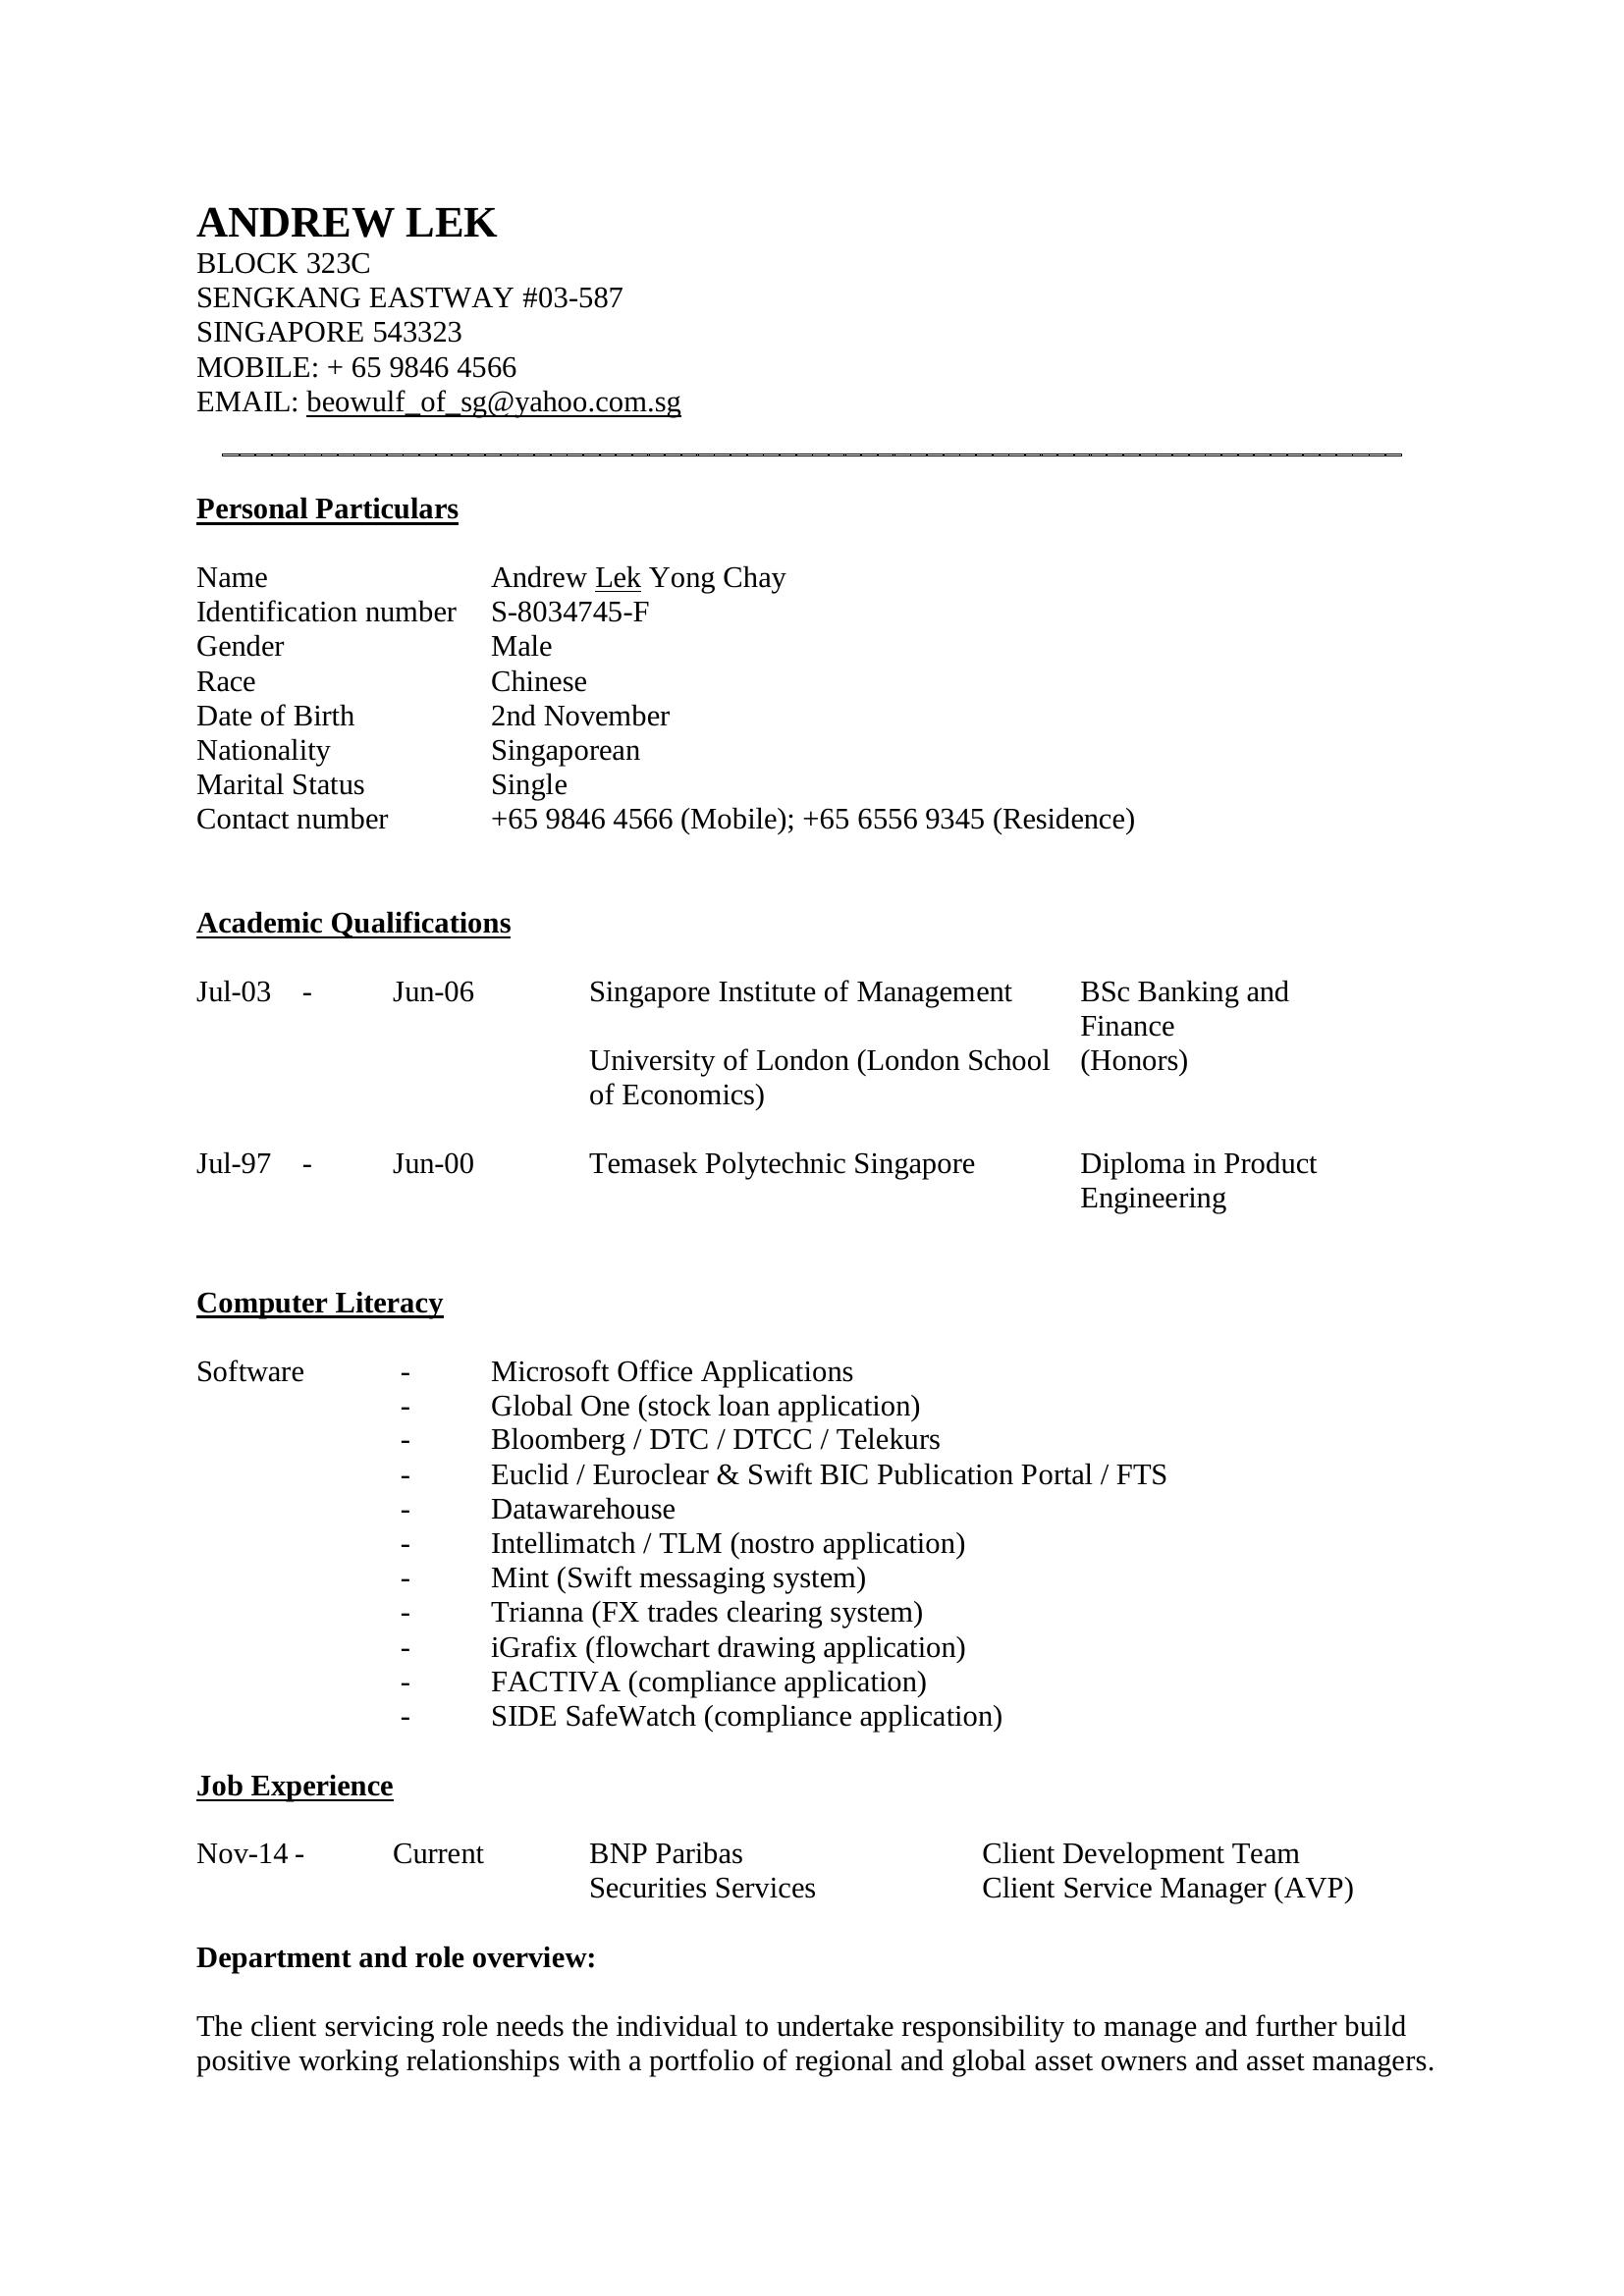 ANDREW LEK
BLOCK 323C
SENGKANG EASTWAY #03-587
SINGAPORE 543323
MOBILE: + 65 9846 4566
EMAIL: beowulf_of_sg@yahoo.com.sg
Personal Particulars
Name Andrew Lek Yong Chay
Identification number S-8034745-F
Gender Male
Race Chinese
Date of Birth 2nd November
Nationality Singaporean
Marital Status Single
Contact number +65 9846 4566 (Mobile); +65 6556 9345 (Residence)
Academic Qualifications
Jul-03 - Jun-06 Singapore Institute of Management BSc Banking and
Finance
University of London (London School (Honors)
of Economics)
Jul-97 - Jun-00 Temasek Polytechnic Singapore Diploma in Product
Engineering
Computer Literacy
Software - Microsoft Office Applications
- Global One (stock loan application)
- Bloomberg / DTC / DTCC / Telekurs
- Euclid / Euroclear & Swift BIC Publication Portal / FTS
- Datawarehouse
- Intellimatch / TLM (nostro application)
- Mint (Swift messaging system)
- Trianna (FX trades clearing system)
- iGrafix (flowchart drawing application)
- FACTIVA (compliance application)
- SIDE SafeWatch (compliance application)
Job Experience
Nov-14 - Current BNP Paribas Client Development Team
Securities Services Client Service Manager (AVP)
Department and role overview:
The client servicing role needs the individual to undertake responsibility to manage and further build
positive working relationships with a portfolio of regional and global asset owners and asset managers.